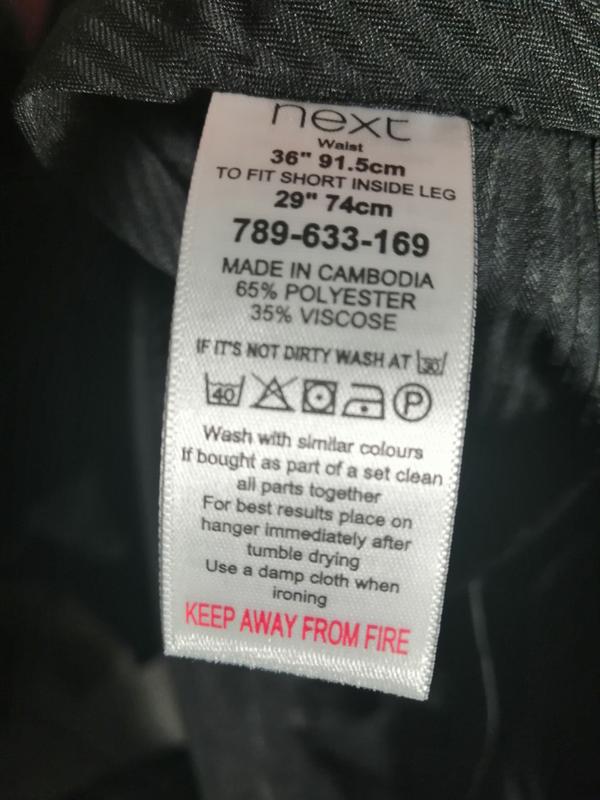 next
Waist
36" 91.5cm
TO FIT SHORT INSIDE LEG
29" 74cm
789-633-169
MADE IN CAMBODIA
65% POLYESTER
35% VISCOSE
IF IT'S NOT DIRTY WASH AT 30
40 P
Wash with similar colours
If bought as part of a set clean
all parts together
For best results place on
hanger immediately after
tumble drying
Use a damp cloth when
ironing
KEEP AWAY FROM FIRE